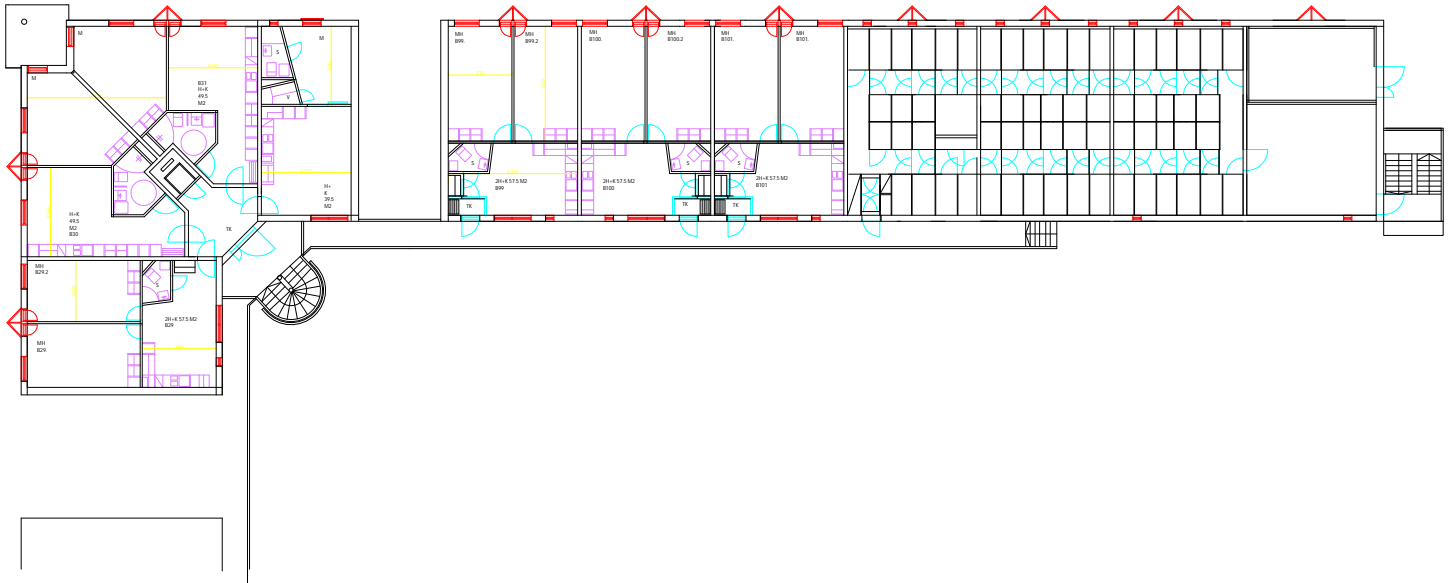 M
M
B31
H+K
49.5
M2
S
M
V
H+
K
39.5
M2
H+K
49.5
M2
B30
TK
MH
B29.2
S
2H+K 57.5 M2
B29
MH
B29.
MH
B99.
MH
B99.2
MH
B100.
MH
B100.2
MH
B101.
MH
B101.
S
2H+K 57.5 M2
B99
TK
2H+K 57.5 M2
B100
S
TK
S
2H+K 57.5 M2
B101
TK